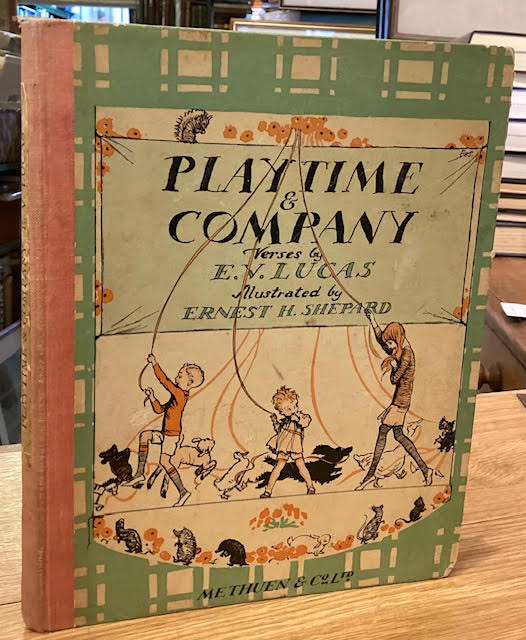 PLAYTIME
&
COMPANY
Verses by
E.V. LUCAS
Illustrated by
ERNEST H. SHEPARD
METHUEN & Co. LTD